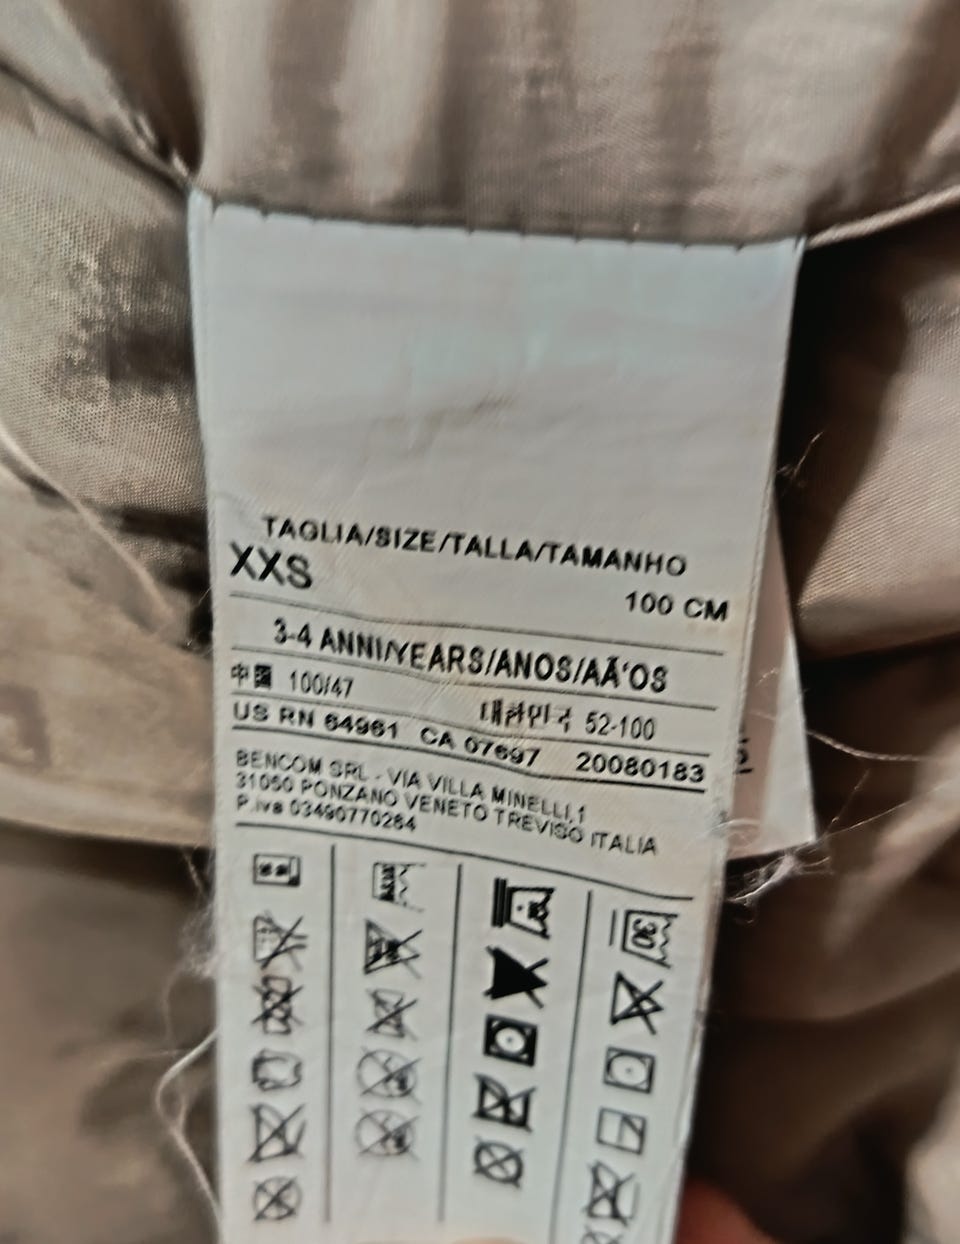 TAGLIA/SIZE/TALLA/TAMANHO
XXS
100 CM
3-4 ANNI/YEARS/ANOS/AÃ'OS
中國 100/47
대한민국 52-100
US RN 64961 CA 07697 20080183
BENCOM SRL - VIA VILLA MINELLI,1
31050 PONZANO VENETO TREVISO ITALIA
P.iva 03490770264
30